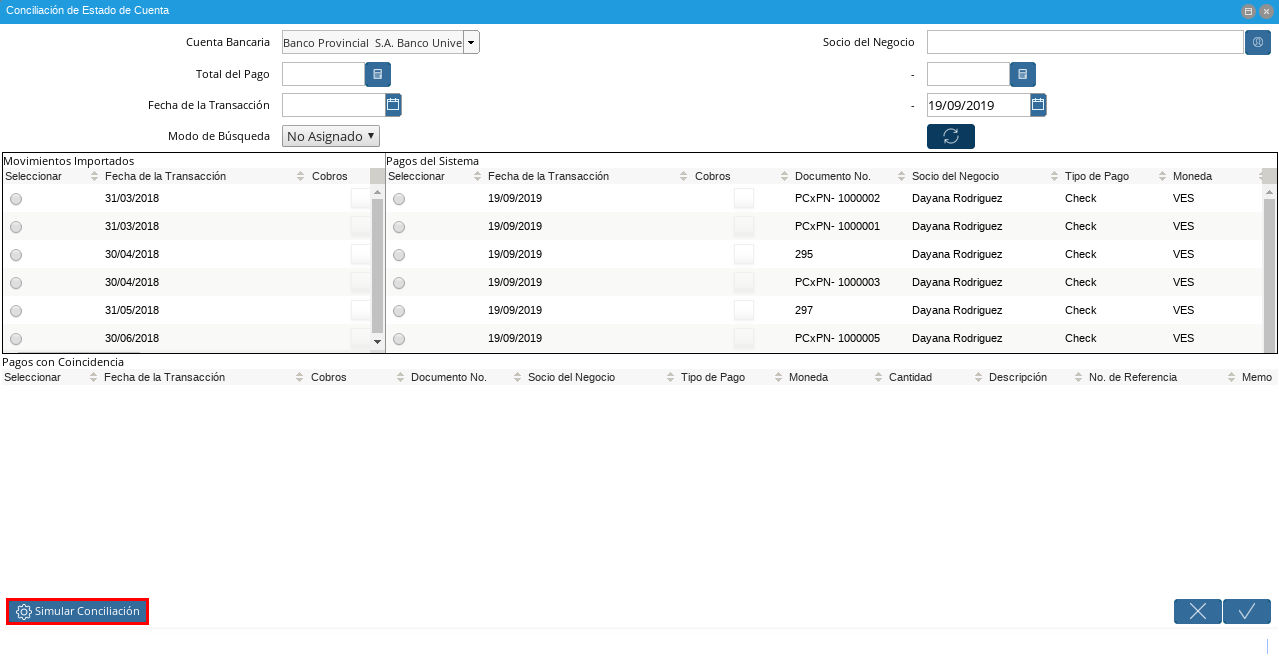 Conciliación de Estado de Cuenta
Cuenta Bancaria Banco Provincial S.A. Banco Unive Socio del Negocio
Total del Pago -
Fecha de la Transacción - 19/09/2019
Modo de Búsqueda No Asignado
Movimientos Importados
Seleccionar Fecha de la Transacción Cobros
31/03/2018
31/03/2018
30/04/2018
30/04/2018
31/05/2018
30/06/2018
Pagos del Sistema
Seleccionar Fecha de la Transacción Cobros Documento No. Socio del Negocio Tipo de Pago Moneda
19/09/2019 PCxPN- 1000002 Dayana Rodriguez Check VES
19/09/2019 PCxPN- 1000001 Dayana Rodriguez Check VES
19/09/2019 295 Dayana Rodriguez Check VES
19/09/2019 PCxPN- 1000003 Dayana Rodriguez Check VES
19/09/2019 297 Dayana Rodriguez Check VES
19/09/2019 PCxPN- 1000005 Dayana Rodriguez Check VES
Pagos con Coincidencia
Seleccionar Fecha de la Transacción Cobros Documento No. Socio del Negocio Tipo de Pago Moneda Cantidad Descripción No. de Referencia Memo
Simular Conciliación